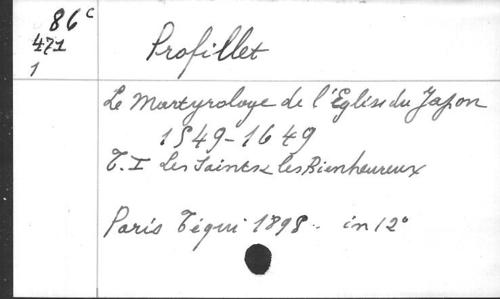 86c
471
1
Profillet
Le Martyrologe de l'Eglise du Japon
1549-1649
T.I Les Saints & les Bienheureux
Paris Téqui 1898. in 12°